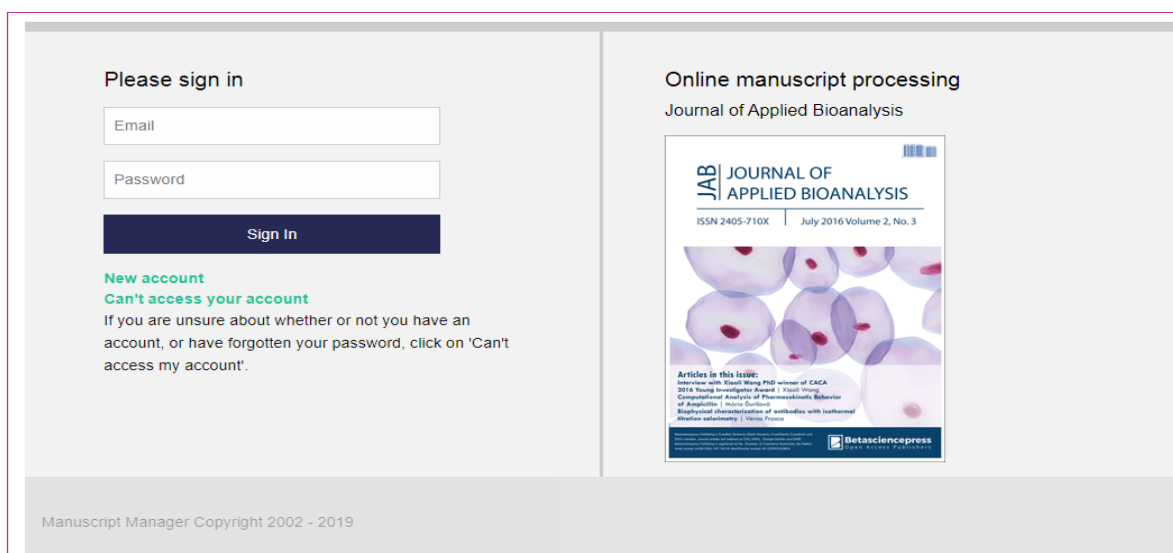 Please sign in
Email
Password
Sign In
New account
Can't access your account
If you are unsure about whether or not you have an
account, or have forgotten your password, click on 'Can't
access my account'.
Online manuscript processing
Journal of Applied Bioanalysis
JAB
JOURNAL OF
APPLIED BIOANALYSIS
ISSN 2405-710X
July 2016 Volume 2, No. 3
Articles in this issue:
Interview with Xiaoli Wang PhD winner of CACA
2016 Young Investigator Award | Xiaoli Wang
Computational Analysis of Pharmacokinetic Behavior
of Ampicillin | Mária Ďurišová
Biophysical characterization of antibodies with isothermal
titration calorimetry | Verna Frasca
Betasciencepress
Open Access Publishers
Manuscript Manager Copyright 2002 - 2019